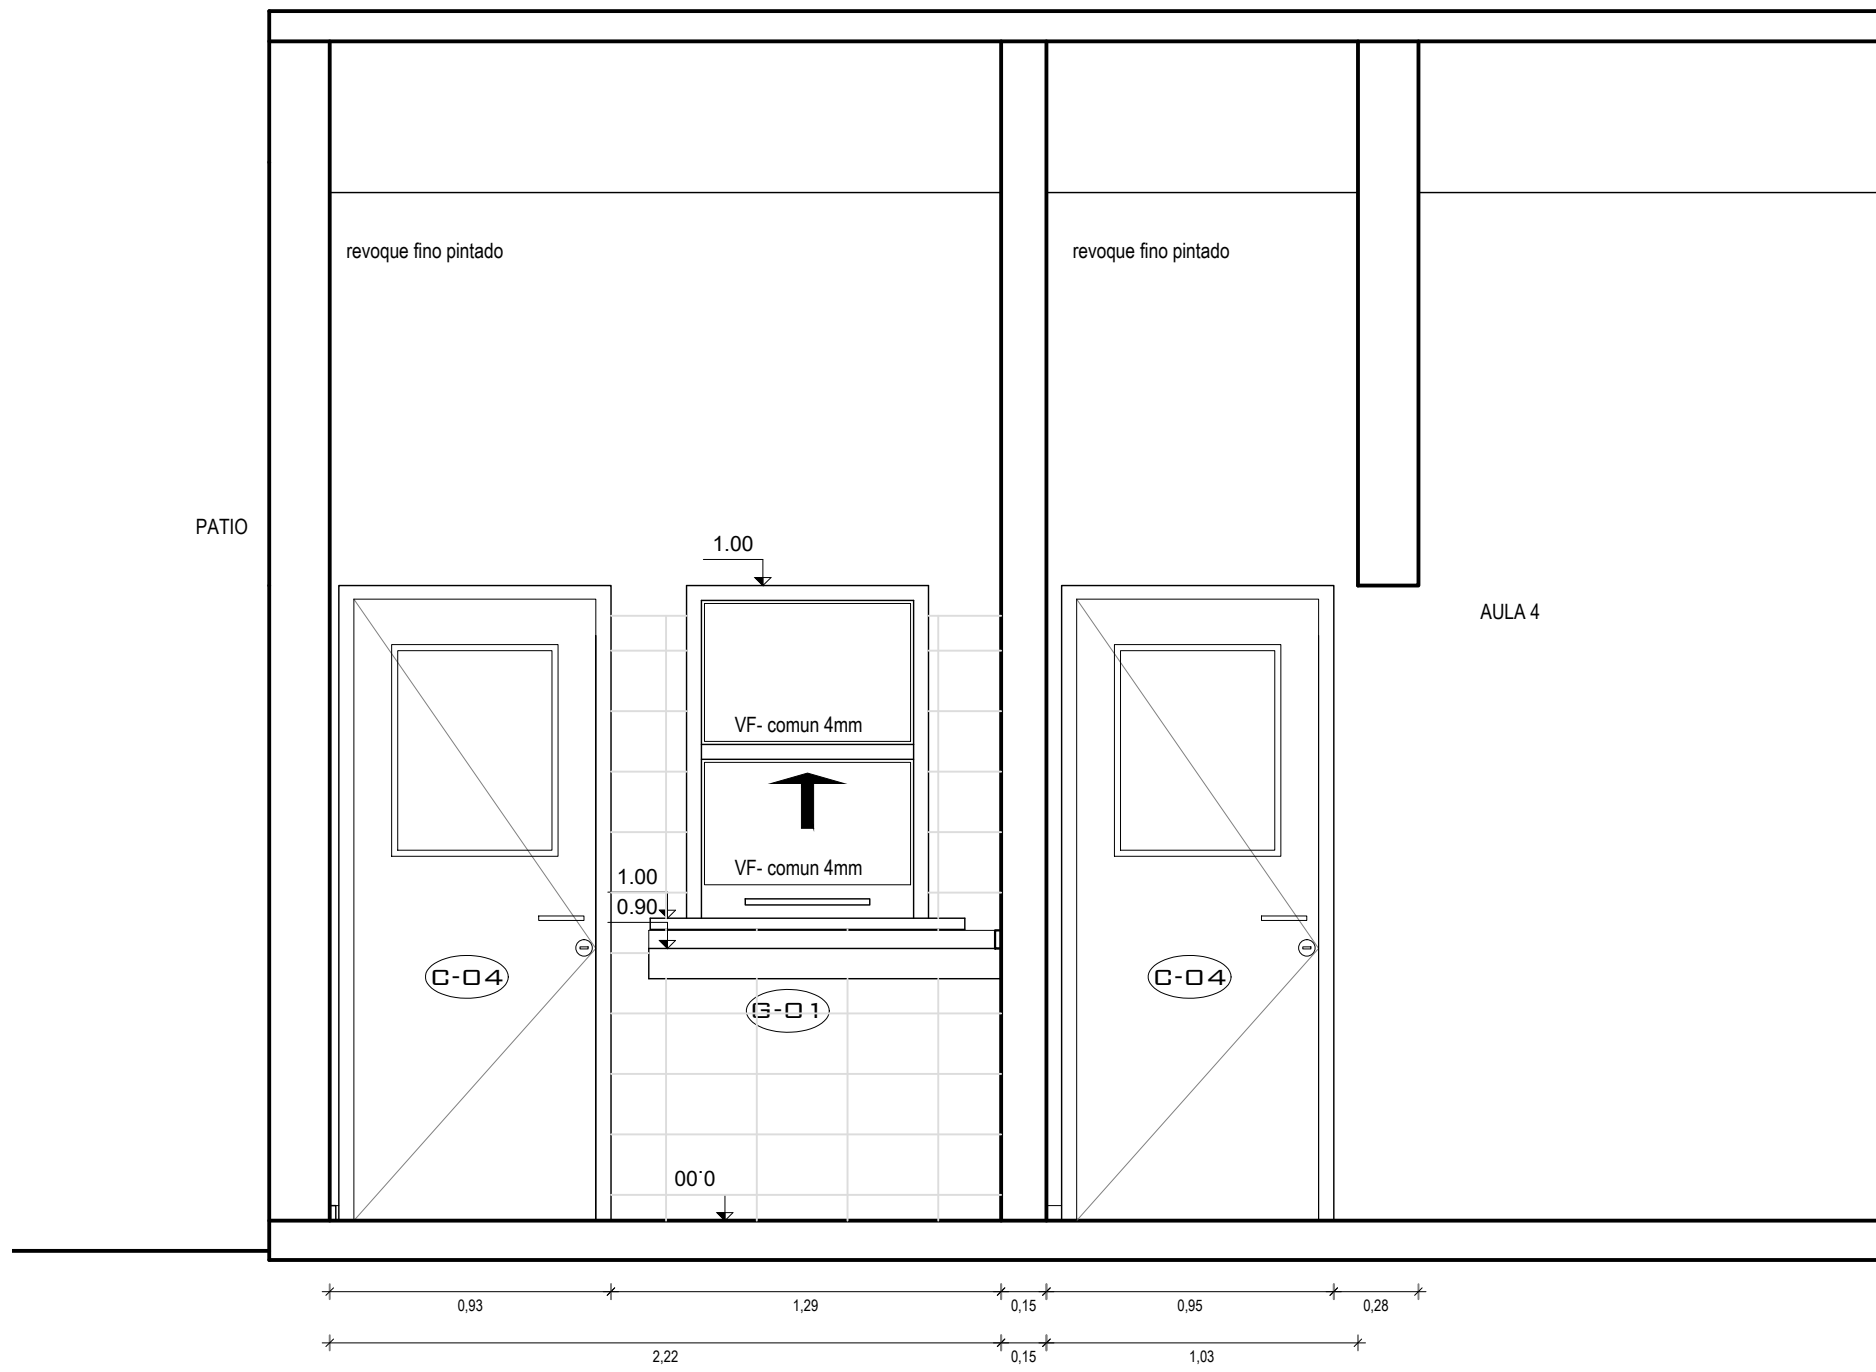 revoque fino pintado
revoque fino pintado
PATIO
1.00
AULA 4
VF- comun 4mm
VF- comun 4mm
1.00
0.90
C-04
C-04
G-01
0.00
0,93
1,29
0,15
0,95
0,28
2,22
0,15
1,03